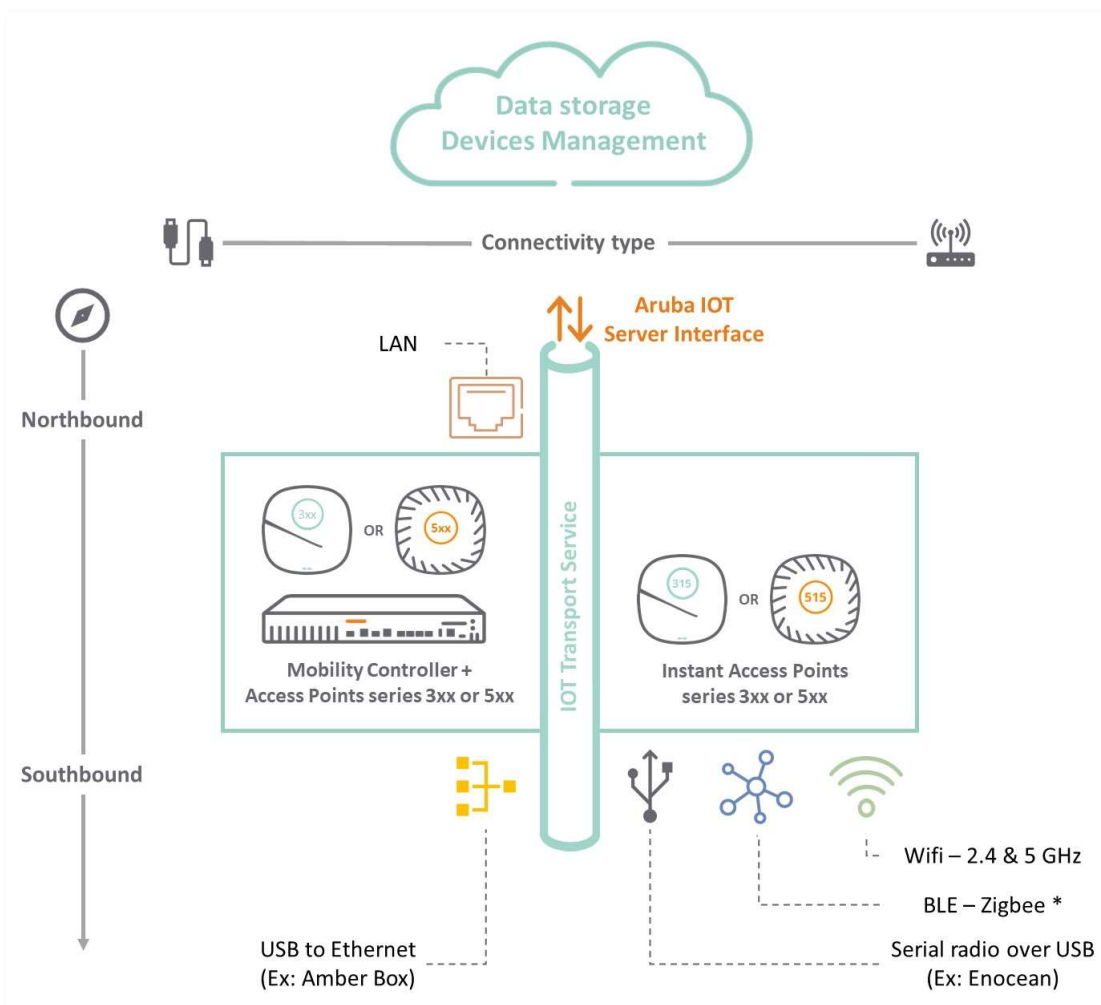 Data storage
Devices Management
Connectivity type
Aruba IOT
Server Interface
LAN
Northbound
3xx
OR
5xx
IOT Transport Service
315
OR
515
Mobility Controller +
Access Points series 3xx or 5xx
Instant Access Points
series 3xx or 5xx
Southbound
Wifi – 2.4 & 5 GHz
BLE – Zigbee *
USB to Ethernet
(Ex: Amber Box)
Serial radio over USB
(Ex: Enocean)